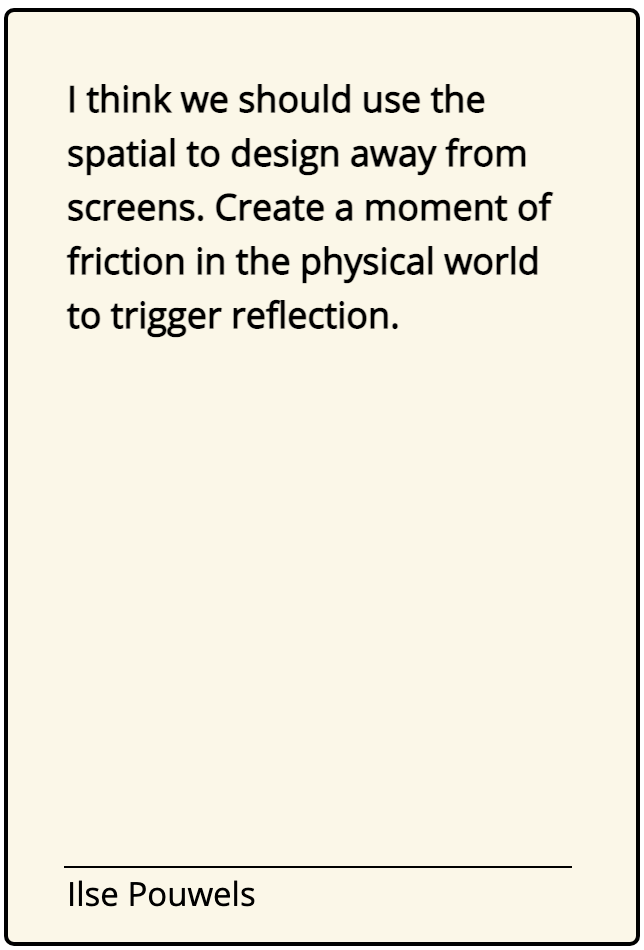 I think we should use the
spatial to design away from
screens. Create a moment of
friction in the physical world
to trigger reflection.
Ilse Pouwels